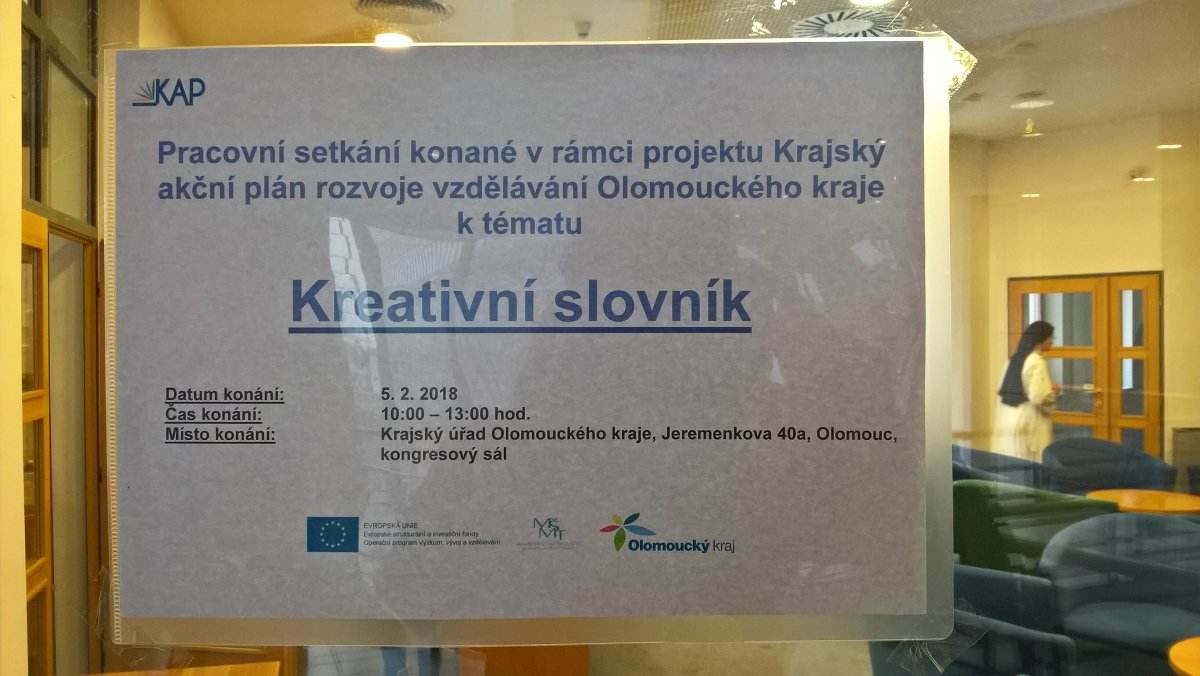 KAP
Pracovní setkání konané v rámci projektu Krajský
akční plán rozvoje vzdělávání Olomouckého kraje
k tématu
Kreativní slovník
Datum konání: 5. 2. 2018
Čas konání: 10:00 – 13:00 hod.
Místo konání: Krajský úřad Olomouckého kraje, Jeremenkova 40a, Olomouc,
kongresový sál
EVROPSKÁ UNIE
Evropské strukturální a investiční fondy
Operační program Výzkum, vývoj a vzdělávání
Olomoucký kraj